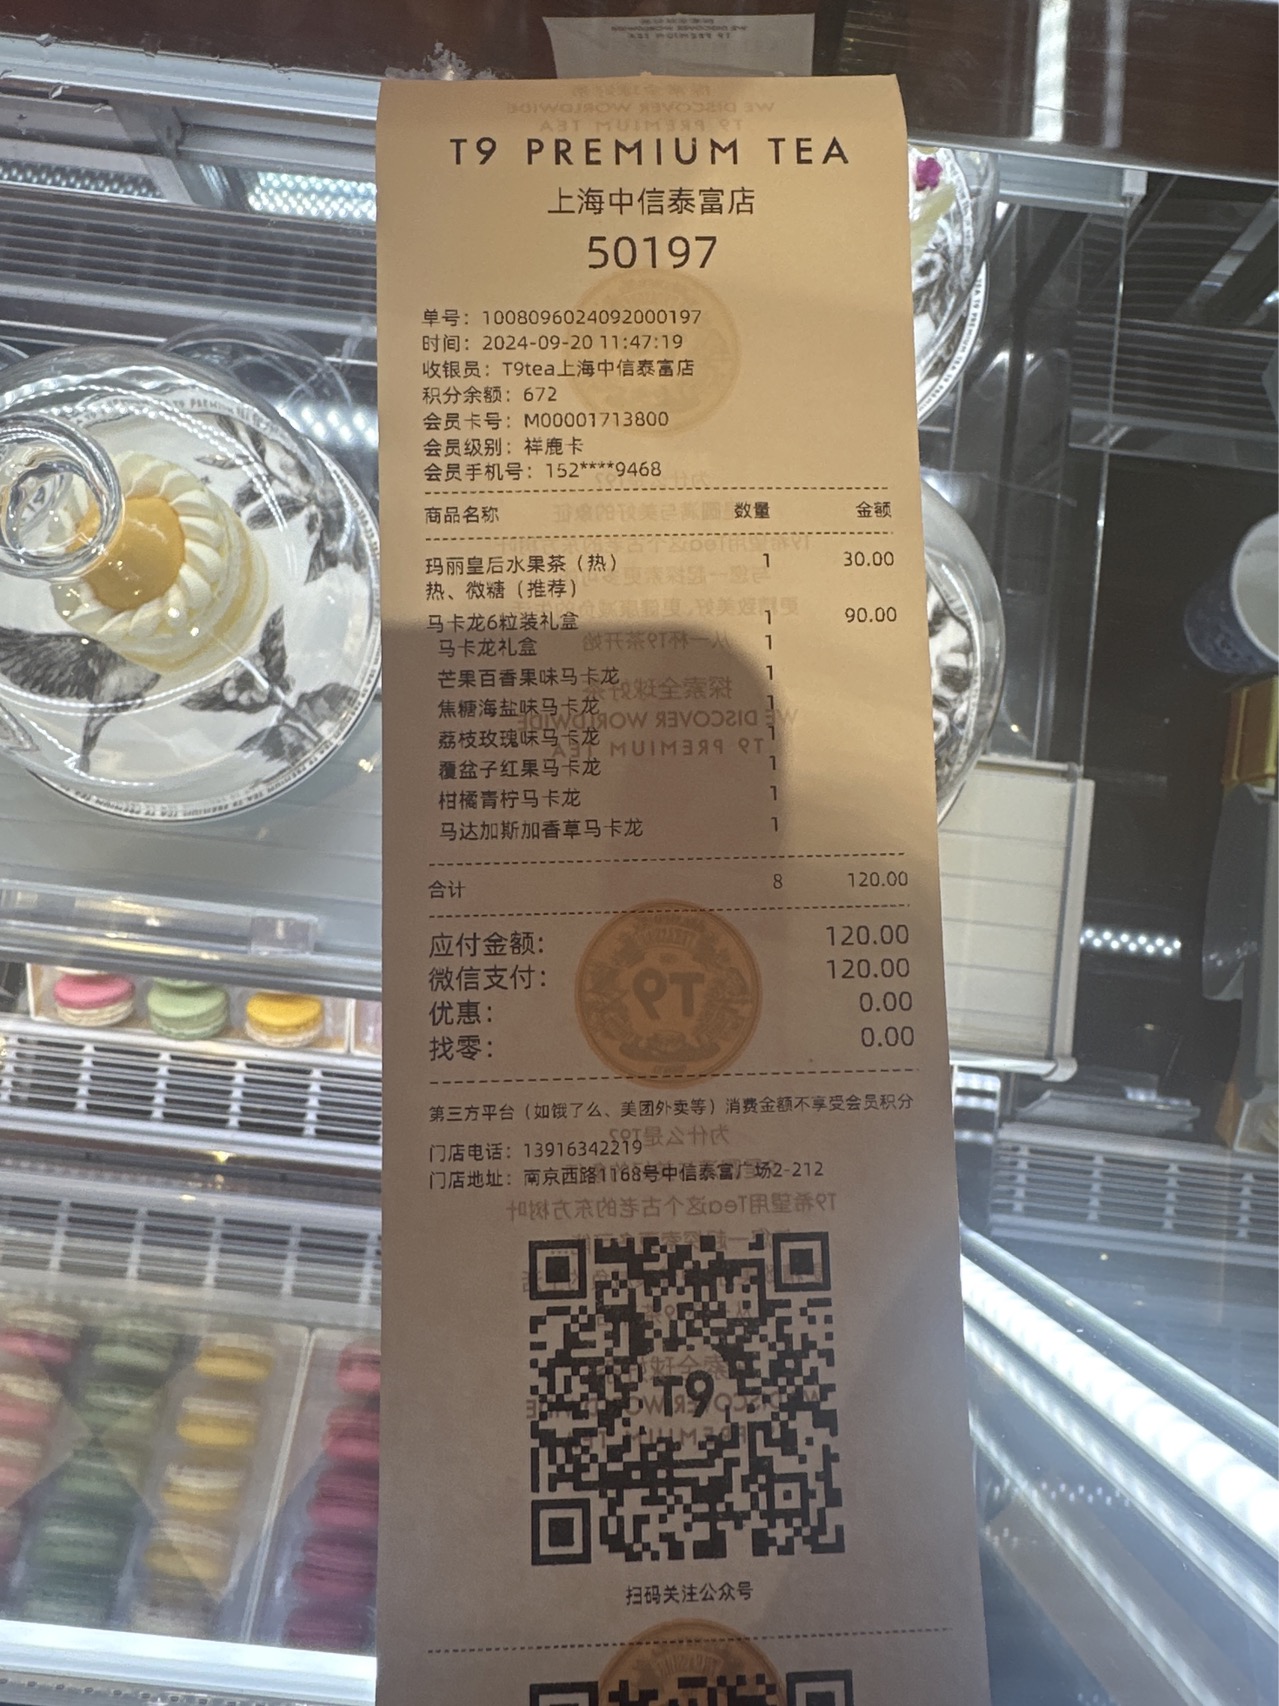 T9 PREMIUM TEA
上海中信泰富店
50197
单号：1008096024092000197
时间：2024-09-20 11:47:19
收银员：T9tea上海中信泰富店
积分余额：672
会员卡号：M00001713800
会员级别：祥鹿卡
会员手机号：152****9468
商品名称 数量 金额
玛丽皇后水果茶（热） 1 30.00
热、微糖（推荐）
马卡龙6粒装礼盒 1 90.00
马卡龙礼盒 1
芒果百香果味马卡龙 1
焦糖海盐味马卡龙 1
荔枝玫瑰味马卡龙 1
覆盆子红果马卡龙 1
柑橘青柠马卡龙 1
马达加斯加香草马卡龙 1
合计 8 120.00
应付金额： 120.00
微信支付： 120.00
优惠： 0.00
找零： 0.00
第三方平台（如饿了么、美团外卖等）消费金额不享受会员积分
门店电话：13916342219
门店地址：南京西路1168号中信泰富广场2-212
T9
扫码关注公众号